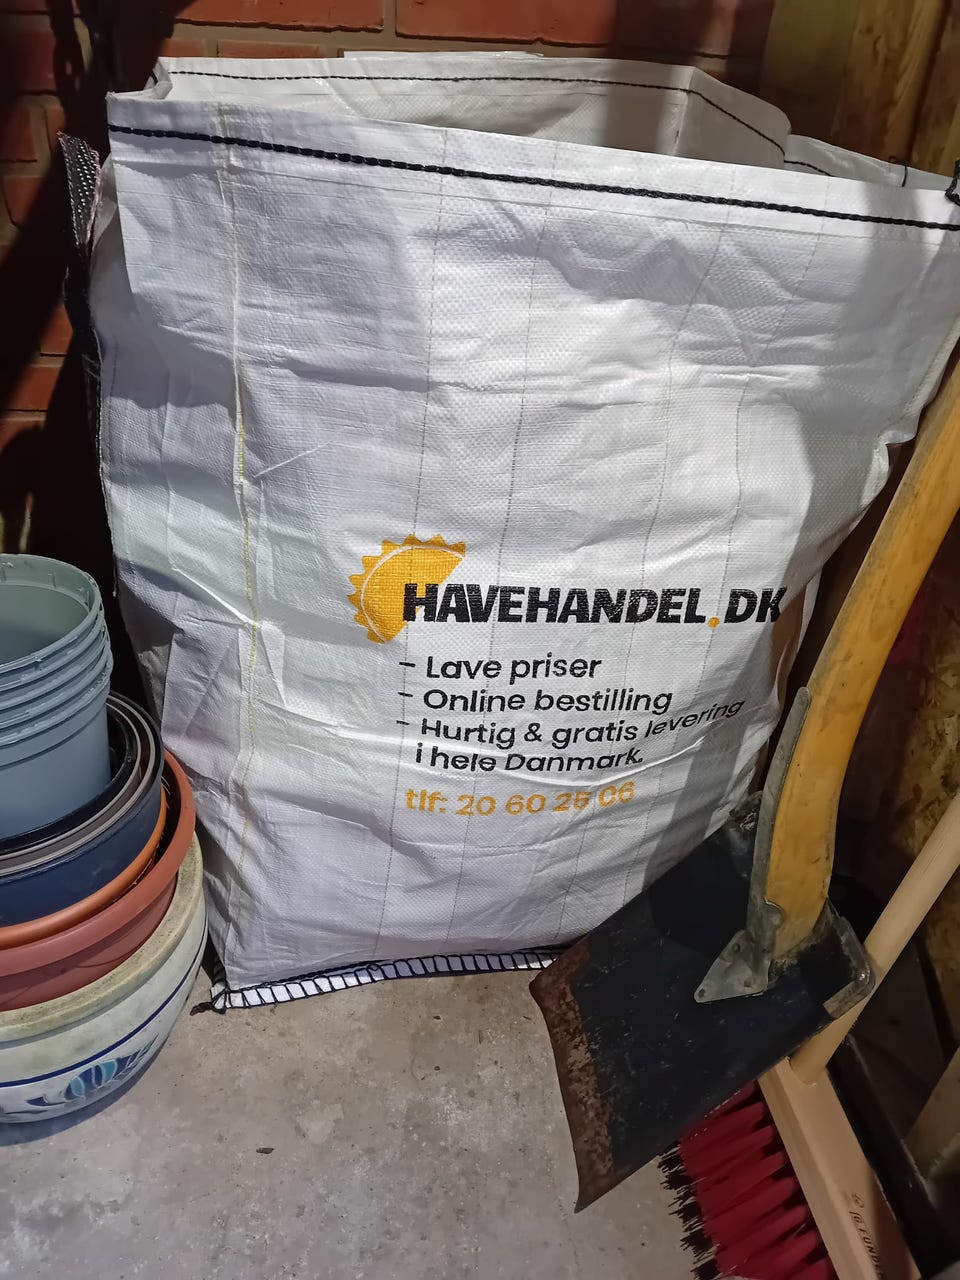 HAVEHANDEL.DK
- Lave priser
- Online bestilling
- Hurtig & gratis levering
i hele Danmark.
tlf: 20 60 25 06